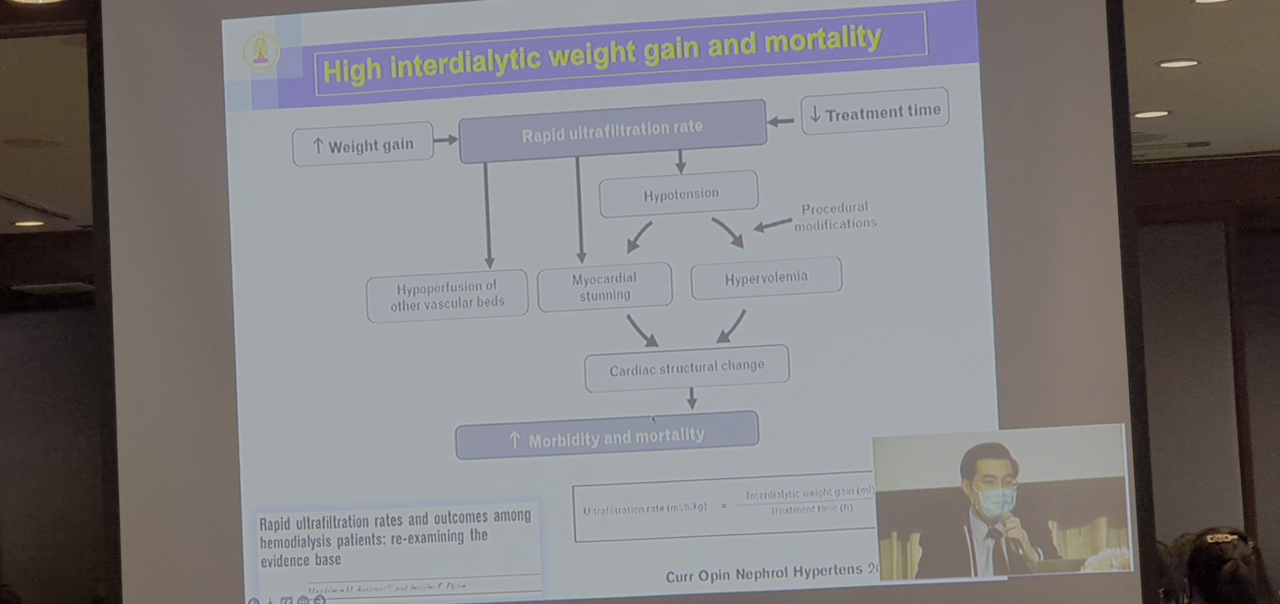 High interdialytic weight gain and mortality
↑ Weight gain
Rapid ultrafiltration rate
↓ Treatment time
Hypotension
Procedural
modifications
Hypoperfusion of
other vascular beds
Myocardial
stunning
Hypervolemia
Cardiac structural change
↑ Morbidity and mortality
Ultrafiltration rate (ml/h/kg) =
Interdialytic weight gain (ml)
Treatment time (h)
Rapid ultrafiltration rates and outcomes among
hemodialysis patients: re-examining the
evidence base
Curr Opin Nephrol Hypertens